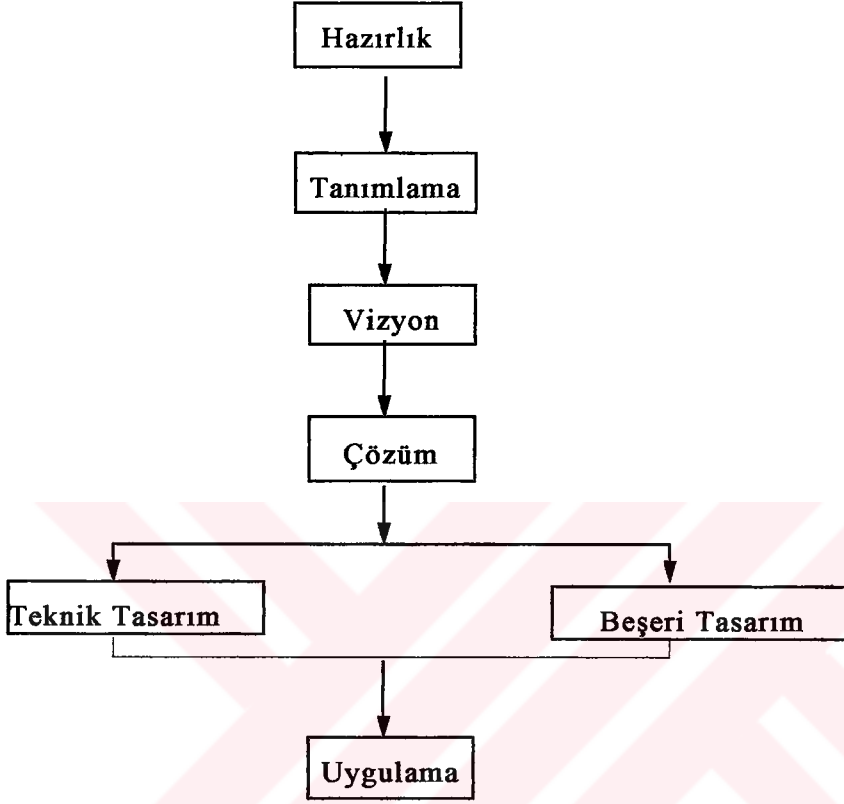 Hazırlık
Tanımlama
Vizyon
Çözüm
Teknik Tasarım
Beşeri Tasarım
Uygulama